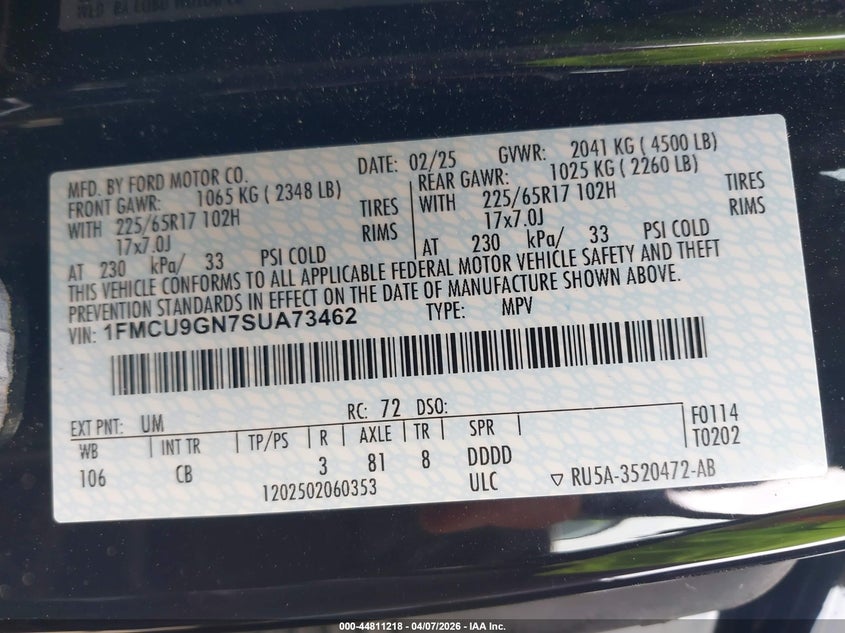 MFD. BY FORD MOTOR CO. DATE: 02/25 GVWR: 2041 KG ( 4500 LB)
FRONT GAWR: 1065 KG ( 2348 LB) REAR GAWR: 1025 KG ( 2260 LB)
WITH 225/65R17 102H TIRES WITH 225/65R17 102H TIRES
17x7.0J RIMS 17x7.0J RIMS
AT 230 kPa/ 33 PSI COLD AT 230 kPa/ 33 PSI COLD
THIS VEHICLE CONFORMS TO ALL APPLICABLE FEDERAL MOTOR VEHICLE SAFETY AND THEFT
PREVENTION STANDARDS IN EFFECT ON THE DATE OF MANUFACTURE SHOWN ABOVE.
VIN: 1FMCU9GN7SUA73462 TYPE: MPV
EXT PNT: UM RC: 72 DSO: F0114
WB INT TR TP/PS R AXLE TR SPR T0202
106 CB 3 81 8 DDDD
1202502060353 ULC RU5A-3520472-AB
000-44811218 - 04/07/2026 - IAA Inc.